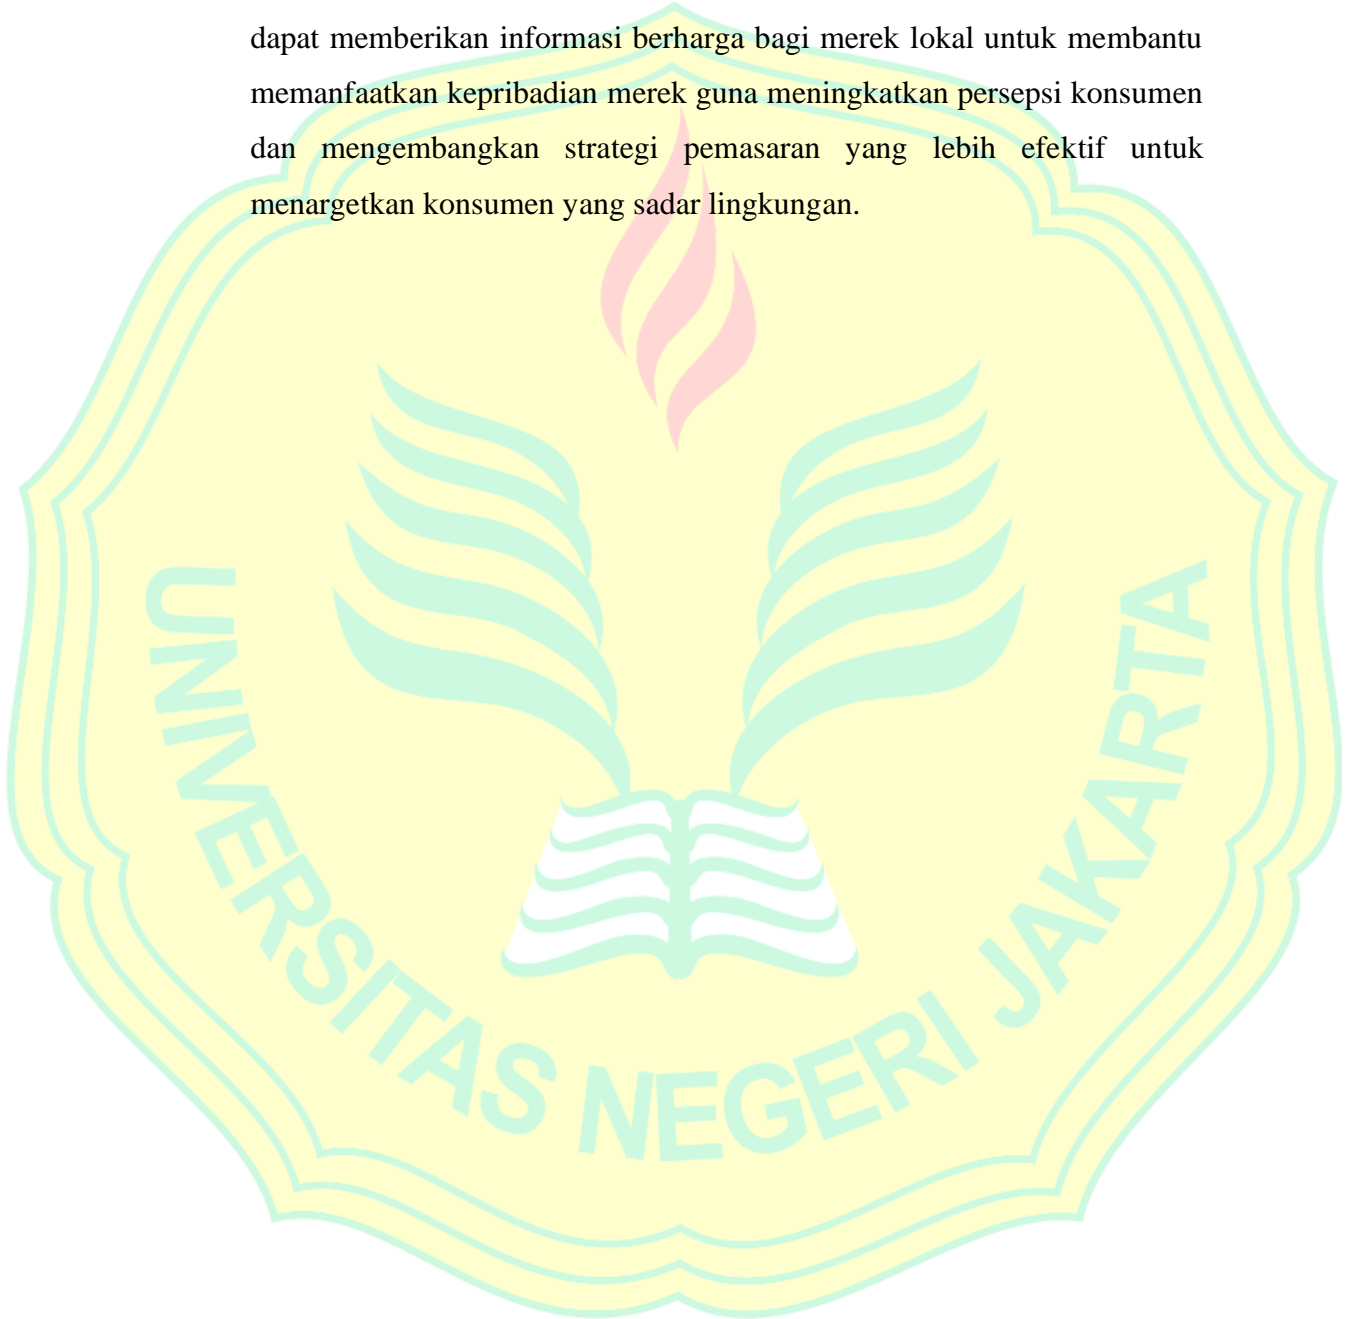 dapat memberikan informasi berharga bagi merek lokal untuk membantu
memanfaatkan kepribadian merek guna meningkatkan persepsi konsumen
dan mengembangkan strategi pemasaran yang lebih efektif untuk
menargetkan konsumen yang sadar lingkungan.
UNIVERSITAS NEGERI JAKARTA